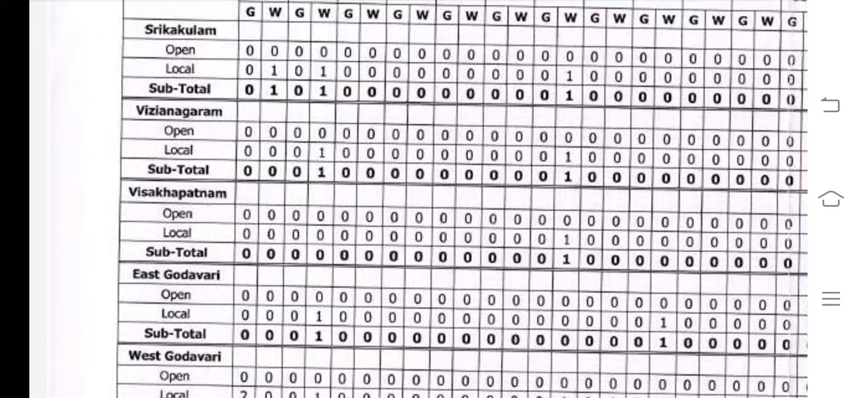 G W G W G W G W G W G W G W G W G W G W G W G
Srikakulam
Open 0 0 0 0 0 0 0 0 0 0 0 0 0 0 0 0 0 0 0 0 0 0 0
Local 0 1 0 1 0 0 0 0 0 0 0 0 0 1 0 0 0 0 0 0 0 0 0
Sub-Total 0 1 0 1 0 0 0 0 0 0 0 0 0 1 0 0 0 0 0 0 0 0 0
Vizianagaram
Open 0 0 0 0 0 0 0 0 0 0 0 0 0 0 0 0 0 0 0 0 0 0 0
Local 0 0 0 1 0 0 0 0 0 0 0 0 0 1 0 0 0 0 0 0 0 0 0
Sub-Total 0 0 0 1 0 0 0 0 0 0 0 0 0 1 0 0 0 0 0 0 0 0 0
Visakhapatnam
Open 0 0 0 0 0 0 0 0 0 0 0 0 0 0 0 0 0 0 0 0 0 0 0
Local 0 0 0 0 0 0 0 0 0 0 0 0 0 1 0 0 0 0 0 0 0 0 0
Sub-Total 0 0 0 0 0 0 0 0 0 0 0 0 0 1 0 0 0 0 0 0 0 0 0
East Godavari
Open 0 0 0 0 0 0 0 0 0 0 0 0 0 0 0 0 0 0 0 0 0 0 0
Local 0 0 0 1 0 0 0 0 0 0 0 0 0 0 0 0 0 1 0 0 0 0 0
Sub-Total 0 0 0 1 0 0 0 0 0 0 0 0 0 0 0 0 0 1 0 0 0 0 0
West Godavari
Open 0 0 0 0 0 0 0 0 0 0 0 0 0 0 0 0 0 0 0 0 0 0 0
Local